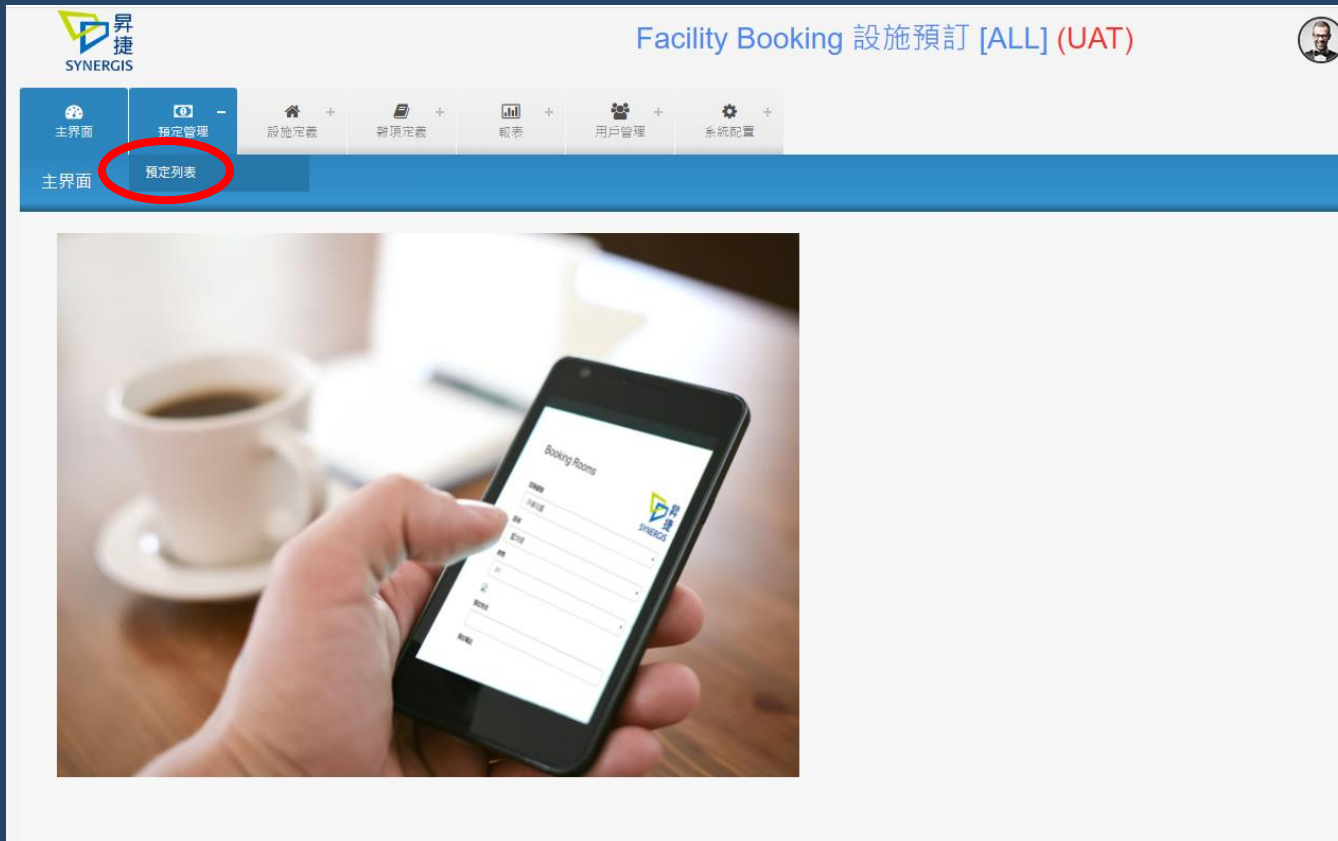 昇
捷
SYNERGIS
Facility Booking 設施預訂 [ALL] (UAT)
主界面
預定管理
設施定義
雜項定義
報表
用戶管理
系統配置
主界面
預定列表
Booking Rooms
昇
捷
SYNERGIS